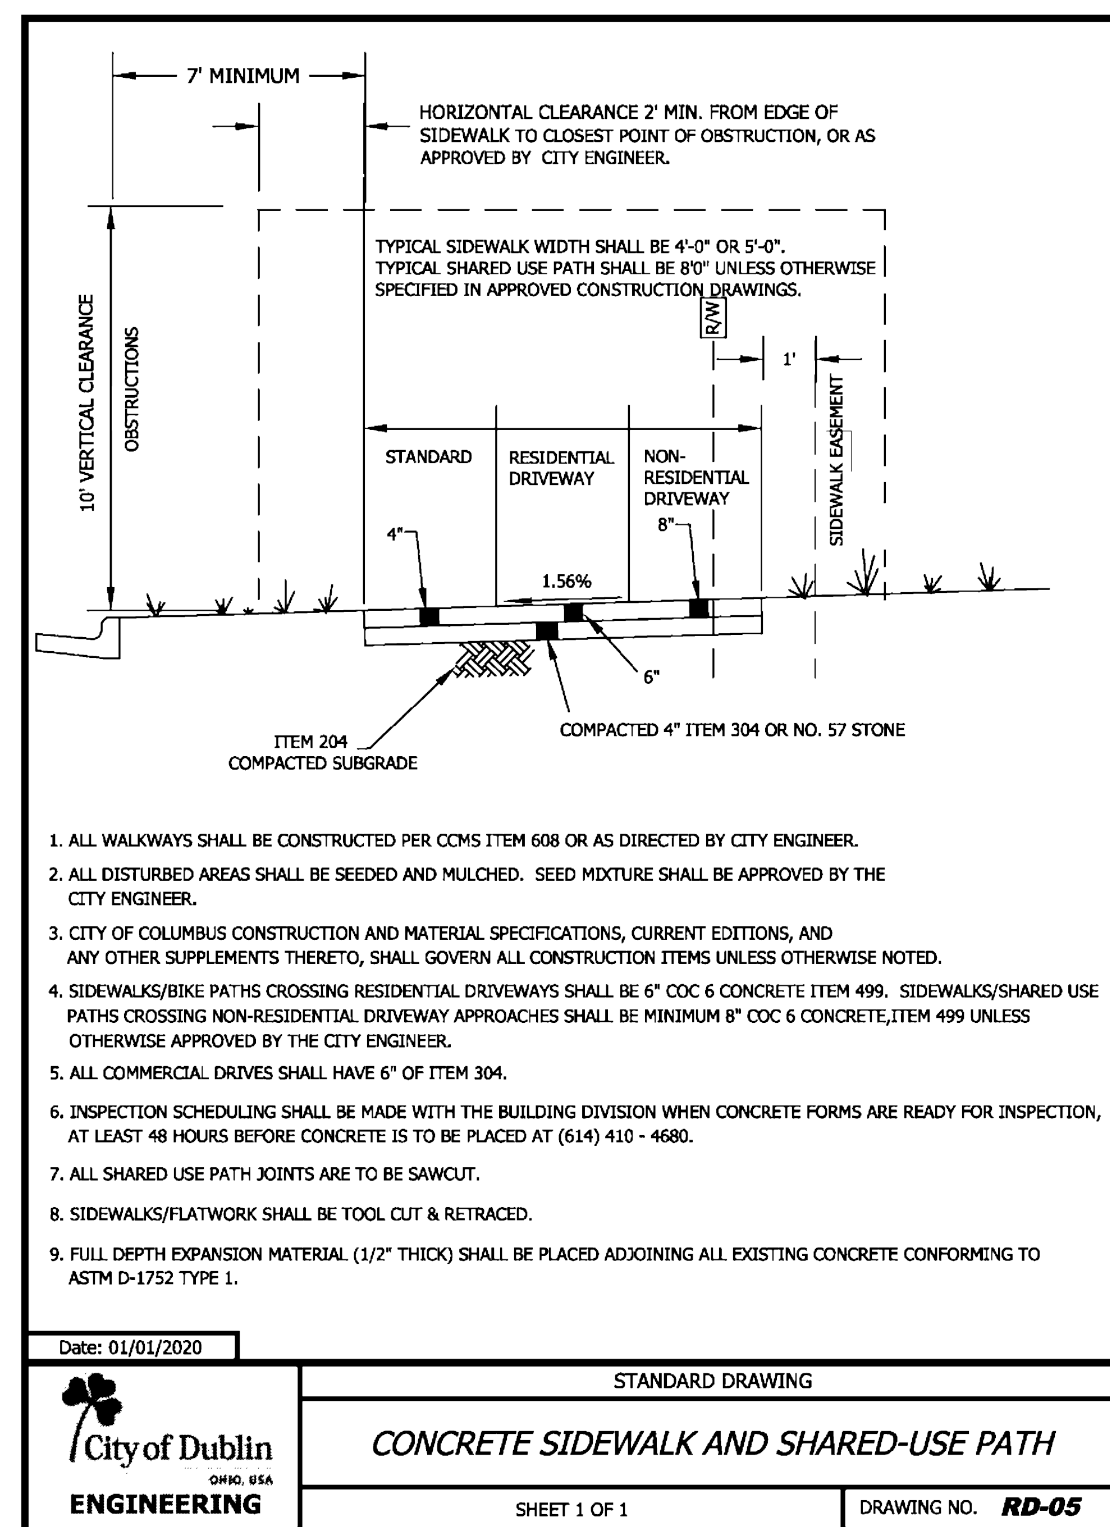 7' MINIMUM
HORIZONTAL CLEARANCE 2' MIN. FROM EDGE OF
SIDEWALK TO CLOSEST POINT OF OBSTRUCTION, OR AS
APPROVED BY CITY ENGINEER.
TYPICAL SIDEWALK WIDTH SHALL BE 4'-0" OR 5'-0".
TYPICAL SHARED USE PATH SHALL BE 8'0" UNLESS OTHERWISE
SPECIFIED IN APPROVED CONSTRUCTION DRAWINGS.
R/W
1'
10' VERTICAL CLEARANCE
OBSTRUCTIONS
SIDEWALK EASEMENT
STANDARD
RESIDENTIAL
DRIVEWAY
NON-
RESIDENTIAL
DRIVEWAY
4"
8"
1.56%
6"
COMPACTED 4" ITEM 304 OR NO. 57 STONE
ITEM 204
COMPACTED SUBGRADE
1. ALL WALKWAYS SHALL BE CONSTRUCTED PER CCMS ITEM 608 OR AS DIRECTED BY CITY ENGINEER.
2. ALL DISTURBED AREAS SHALL BE SEEDED AND MULCHED. SEED MIXTURE SHALL BE APPROVED BY THE
CITY ENGINEER.
3. CITY OF COLUMBUS CONSTRUCTION AND MATERIAL SPECIFICATIONS, CURRENT EDITIONS, AND
ANY OTHER SUPPLEMENTS THERETO, SHALL GOVERN ALL CONSTRUCTION ITEMS UNLESS OTHERWISE NOTED.
4. SIDEWALKS/BIKE PATHS CROSSING RESIDENTIAL DRIVEWAYS SHALL BE 6" COC 6 CONCRETE ITEM 499. SIDEWALKS/SHARED USE
PATHS CROSSING NON-RESIDENTIAL DRIVEWAY APPROACHES SHALL BE MINIMUM 8" COC 6 CONCRETE,ITEM 499 UNLESS
OTHERWISE APPROVED BY THE CITY ENGINEER.
5. ALL COMMERCIAL DRIVES SHALL HAVE 6" OF ITEM 304.
6. INSPECTION SCHEDULING SHALL BE MADE WITH THE BUILDING DIVISION WHEN CONCRETE FORMS ARE READY FOR INSPECTION,
AT LEAST 48 HOURS BEFORE CONCRETE IS TO BE PLACED AT (614) 410 - 4680.
7. ALL SHARED USE PATH JOINTS ARE TO BE SAWCUT.
8. SIDEWALKS/FLATWORK SHALL BE TOOL CUT & RETRACED.
9. FULL DEPTH EXPANSION MATERIAL (1/2" THICK) SHALL BE PLACED ADJOINING ALL EXISTING CONCRETE CONFORMING TO
ASTM D-1752 TYPE 1.
Date: 01/01/2020
City of Dublin
OHIO, USA
ENGINEERING
STANDARD DRAWING
CONCRETE SIDEWALK AND SHARED-USE PATH
SHEET 1 OF 1
DRAWING NO. RD-05